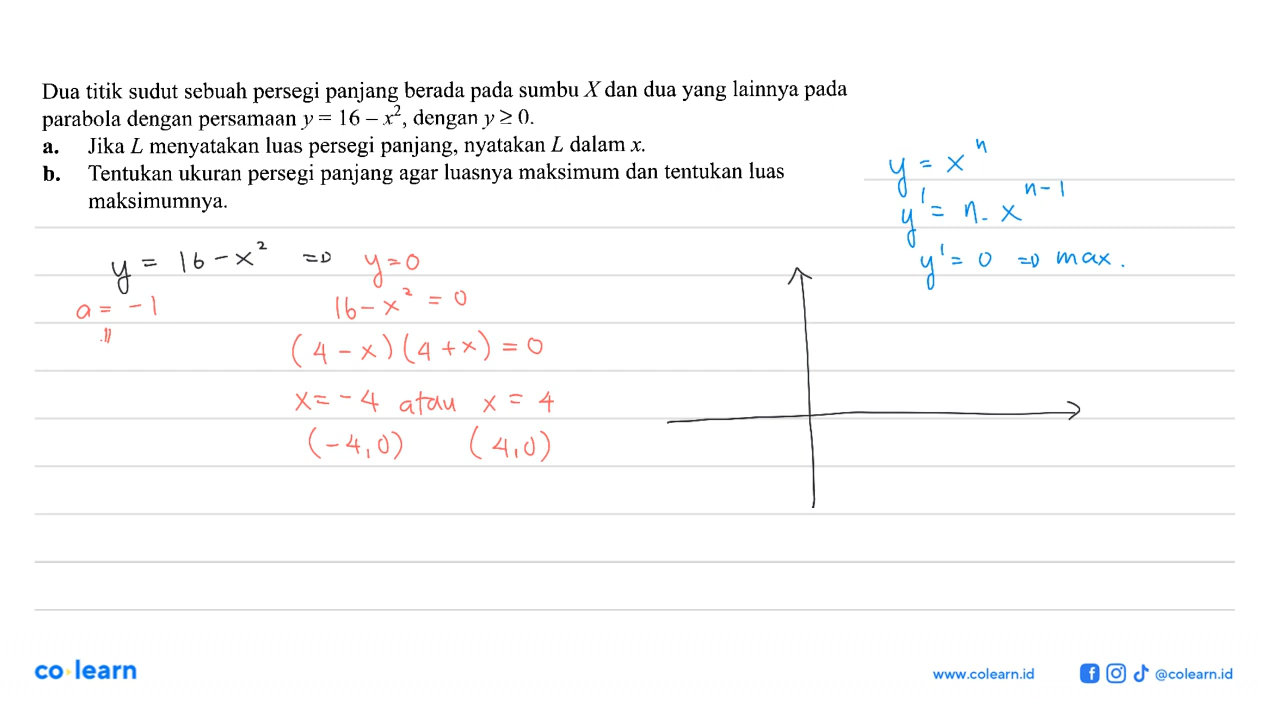 Dua titik sudut sebuah persegi panjang berada pada sumbu X dan dua yang lainnya pada
parabola dengan persamaan y = 16 – x², dengan y ≥ 0.
a. Jika L menyatakan luas persegi panjang, nyatakan L dalam x.
b. Tentukan ukuran persegi panjang agar luasnya maksimum dan tentukan luas
maksimumnya.
y = xⁿ
y' = n. xⁿ⁻¹
y' = 0 => max.
y = 16 - x² => y = 0
a = -1
16 - x² = 0
(4 - x)(4 + x) = 0
x = -4 atau x = 4
(-4,0) (4,0)
co learn
www.colearn.id
@colearn.id